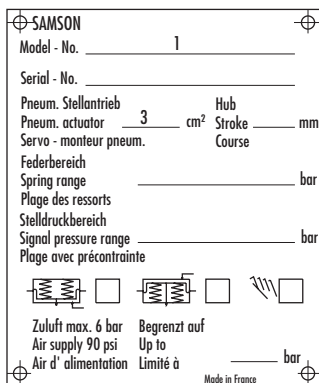 SAMSON
Model - No. 1
Serial - No.
Pneum. Stellantrieb Hub
Pneum. actuator 3 cm² Stroke mm
Servo - monteur pneum. Course
Federbereich
Spring range bar
Plage des ressorts
Stelldruckbereich
Signal pressure range bar
Plage avec précontrainte
Zuluft max. 6 bar Begrenzt auf
Air supply 90 psi Up to
Air d' alimentation Limité à bar
Made in France